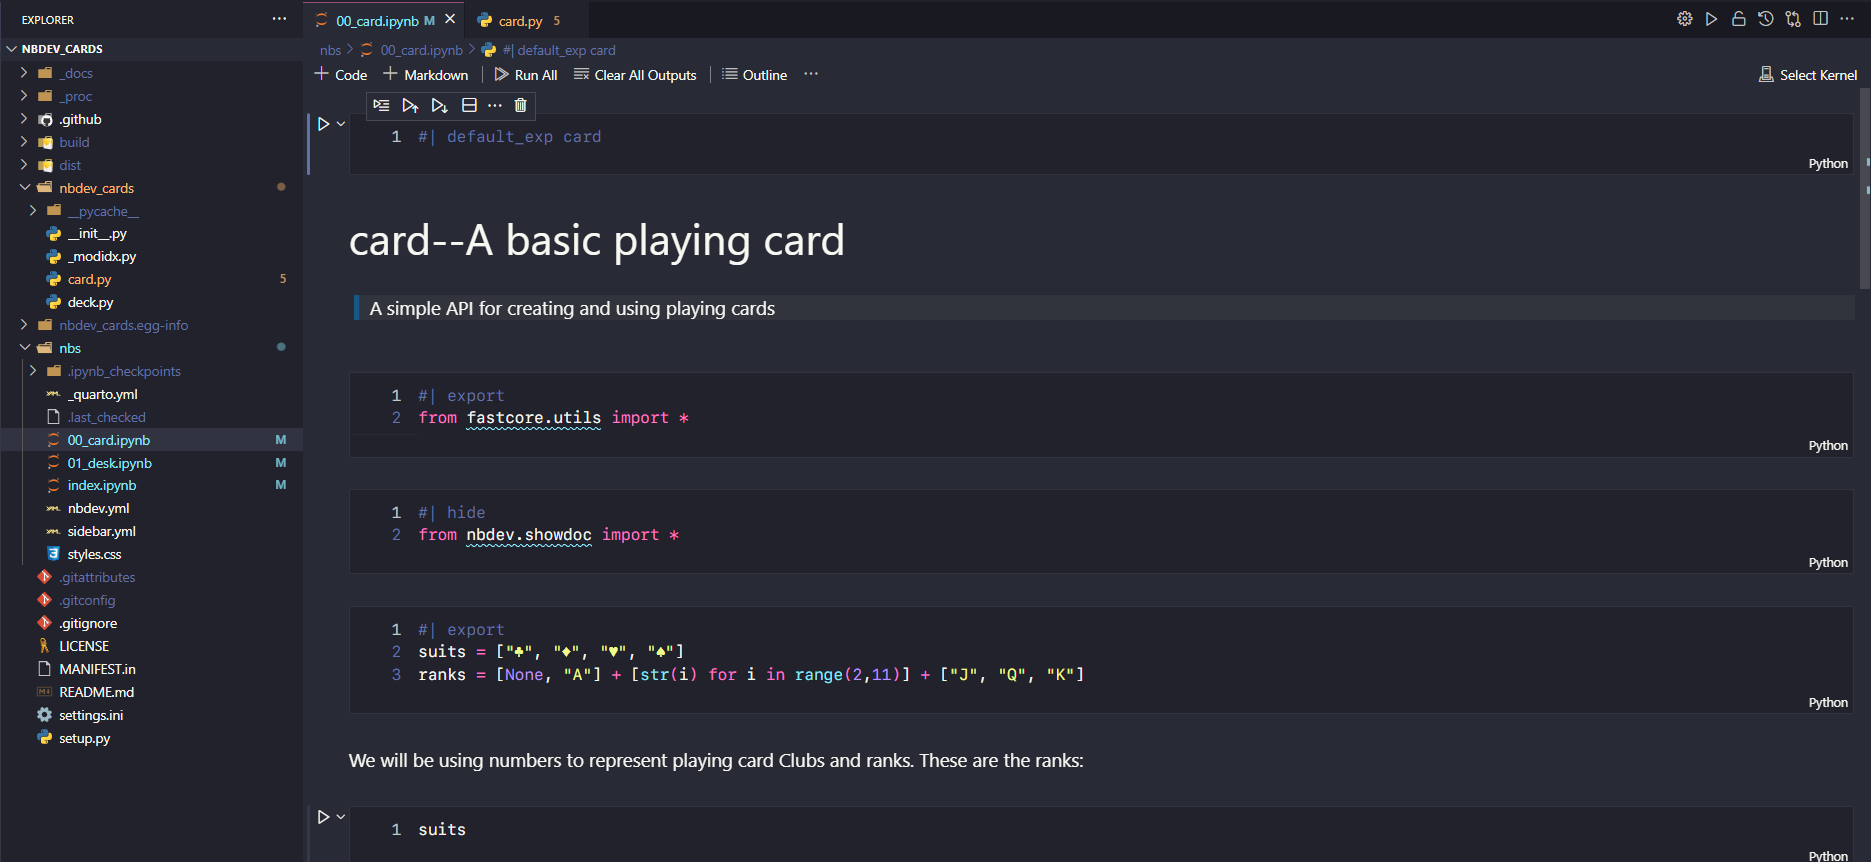 EXPLORER
NBDEV_CARDS
_docs
_proc
.github
build
dist
nbdev_cards
__pycache__
__init__.py
_modidx.py
card.py 5
deck.py
nbdev_cards.egg-info
nbs
.ipynb_checkpoints
_quarto.yml
.last_checked
00_card.ipynb M
01_desk.ipynb M
index.ipynb M
nbdev.yml
sidebar.yml
styles.css
.gitattributes
.gitconfig
.gitignore
LICENSE
MANIFEST.in
README.md
settings.ini
setup.py
00_card.ipynb M
card.py 5
nbs > 00_card.ipynb > #| default_exp card
Code Markdown Run All Clear All Outputs Outline ... Select Kernel
1 #| default_exp card
Python
card--A basic playing card
A simple API for creating and using playing cards
1 #| export
2 from fastcore.utils import *
Python
1 #| hide
2 from nbdev.showdoc import *
Python
1 #| export
2 suits = ["♣", "♦", "♥", "♠"]
3 ranks = [None, "A"] + [str(i) for i in range(2,11)] + ["J", "Q", "K"]
Python
We will be using numbers to represent playing card Clubs and ranks. These are the ranks:
1 suits
Python